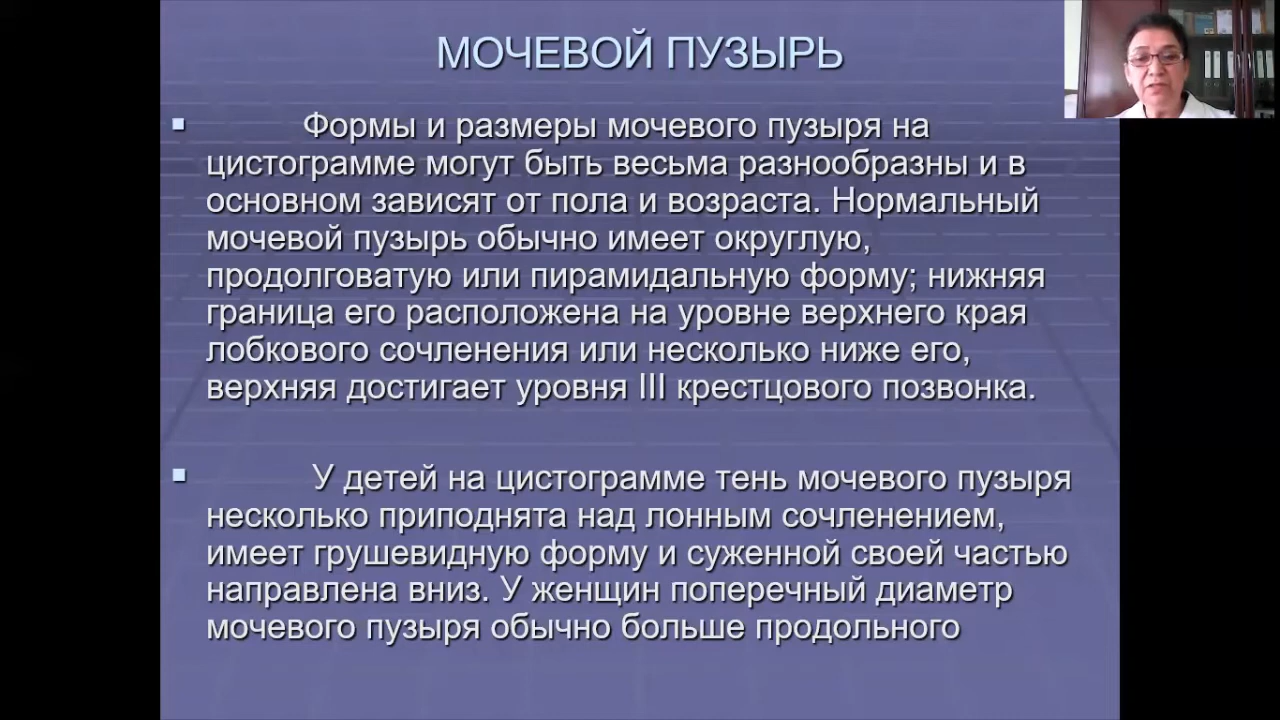 МОЧЕВОЙ ПУЗЫРЬ
Формы и размеры мочевого пузыря на
цистограмме могут быть весьма разнообразны и в
основном зависят от пола и возраста. Нормальный
мочевой пузырь обычно имеет округлую,
продолговатую или пирамидальную форму; нижняя
граница его расположена на уровне верхнего края
лобкового сочленения или несколько ниже его,
верхняя достигает уровня III крестцового позвонка.
У детей на цистограмме тень мочевого пузыря
несколько приподнята над лонным сочленением,
имеет грушевидную форму и суженной своей частью
направлена вниз. У женщин поперечный диаметр
мочевого пузыря обычно больше продольного